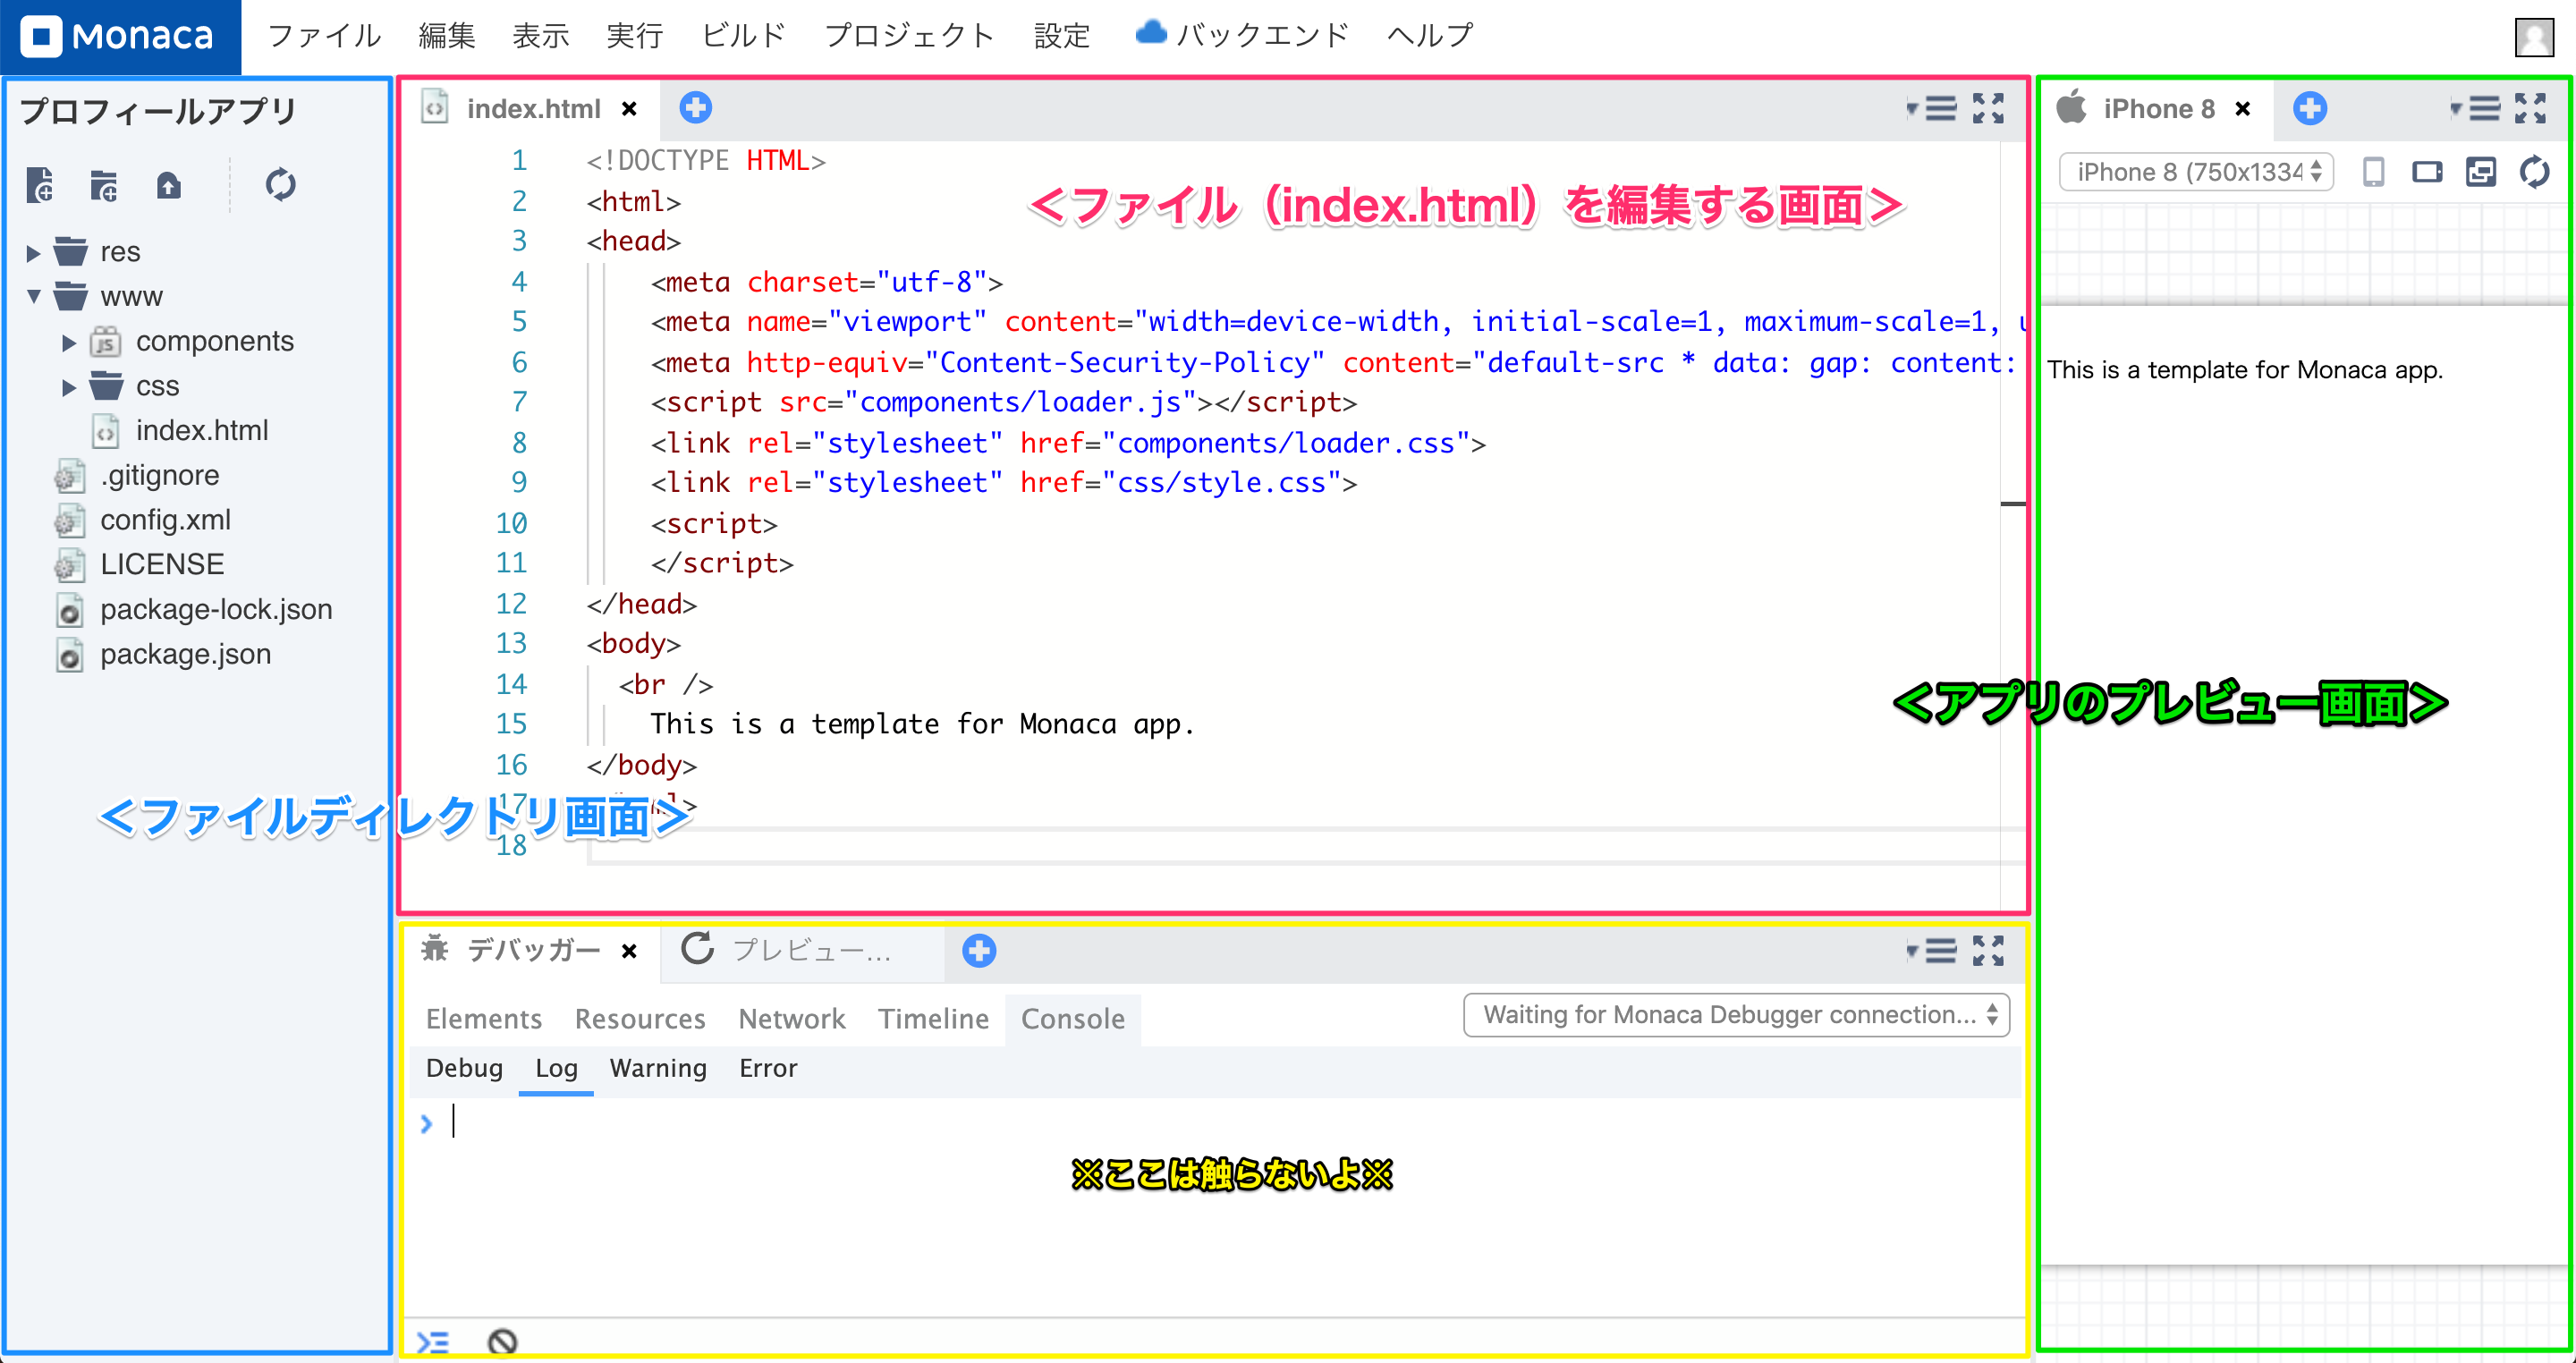 Monaca ファイル 編集 表示 実行 ビルド プロジェクト 設定 バックエンド ヘルプ
プロフィールアプリ
res
www
components
css
index.html
.gitignore
config.xml
LICENSE
package-lock.json
package.json
<ファイルディレクトリ画面>
index.html
<ファイル（index.html）を編集する画面>
1 <!DOCTYPE HTML>
2 <html>
3 <head>
4 <meta charset="utf-8">
5 <meta name="viewport" content="width=device-width, initial-scale=1, maximum-scale=1,
6 <meta http-equiv="Content-Security-Policy" content="default-src * data: gap: content:
7 <script src="components/loader.js"></script>
8 <link rel="stylesheet" href="components/loader.css">
9 <link rel="stylesheet" href="css/style.css">
10 <script>
11 </script>
12 </head>
13 <body>
14 <br />
15 This is a template for Monaca app.
16 </body>
17
18
デバッガー プレビュー...
Elements Resources Network Timeline Console Waiting for Monaca Debugger connection...
Debug Log Warning Error
※ここは触らないよ※
iPhone 8
iPhone 8 (750x1334
This is a template for Monaca app.
<アプリのプレビュー画面>